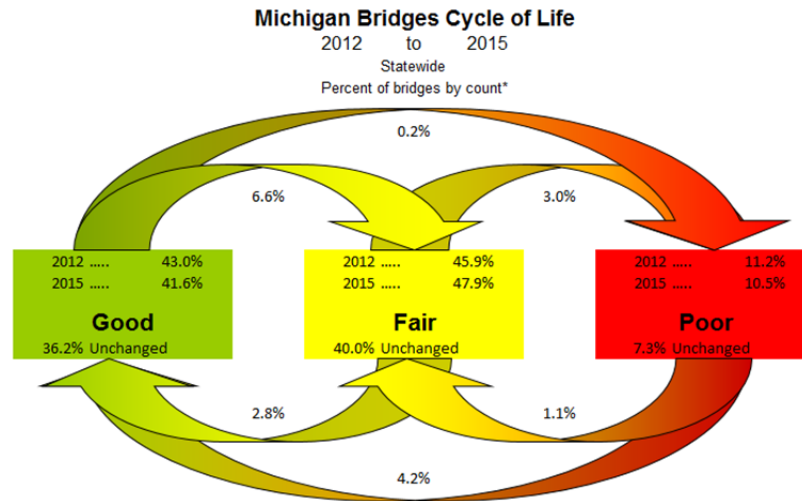 Michigan Bridges Cycle of Life
2012 to 2015
Statewide
Percent of bridges by count*
0.2%
6.6%
3.0%
2012 ..... 43.0%
2015 ..... 41.6%
Good
36.2% Unchanged
2012 ..... 45.9%
2015 ..... 47.9%
Fair
40.0% Unchanged
2012 ..... 11.2%
2015 ..... 10.5%
Poor
7.3% Unchanged
2.8%
1.1%
4.2%